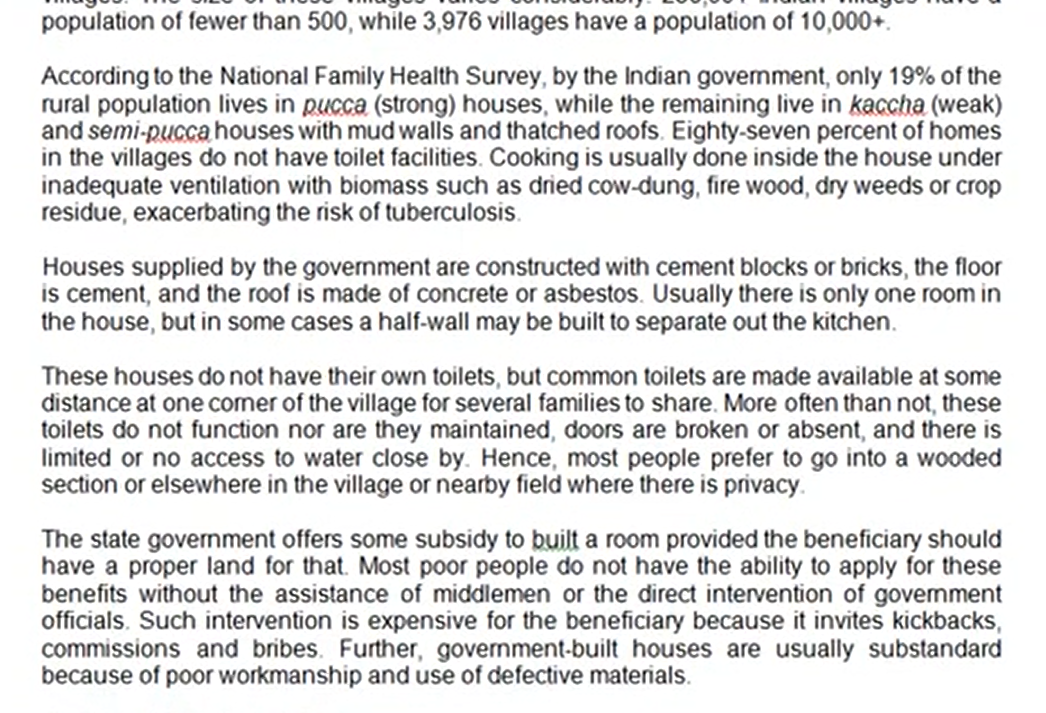 population of fewer than 500, while 3,976 villages have a population of 10,000+.
According to the National Family Health Survey, by the Indian government, only 19% of the
rural population lives in pucca (strong) houses, while the remaining live in kaccha (weak)
and semi-pucca houses with mud walls and thatched roofs. Eighty-seven percent of homes
in the villages do not have toilet facilities. Cooking is usually done inside the house under
inadequate ventilation with biomass such as dried cow-dung, fire wood, dry weeds or crop
residue, exacerbating the risk of tuberculosis.
Houses supplied by the government are constructed with cement blocks or bricks, the floor
is cement, and the roof is made of concrete or asbestos. Usually there is only one room in
the house, but in some cases a half-wall may be built to separate out the kitchen.
These houses do not have their own toilets, but common toilets are made available at some
distance at one corner of the village for several families to share. More often than not, these
toilets do not function nor are they maintained, doors are broken or absent, and there is
limited or no access to water close by. Hence, most people prefer to go into a wooded
section or elsewhere in the village or nearby field where there is privacy.
The state government offers some subsidy to built a room provided the beneficiary should
have a proper land for that. Most poor people do not have the ability to apply for these
benefits without the assistance of middlemen or the direct intervention of government
officials. Such intervention is expensive for the beneficiary because it invites kickbacks,
commissions and bribes. Further, government-built houses are usually substandard
because of poor workmanship and use of defective materials.